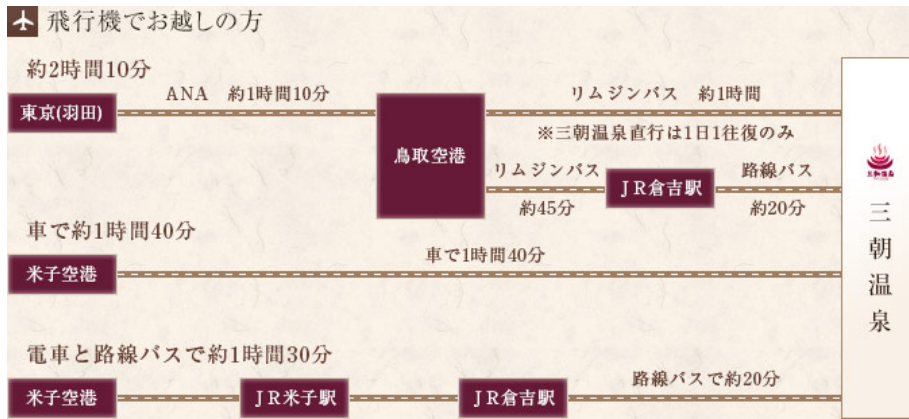 飛行機でお越しの方
約2時間10分
東京(羽田)
ANA 約1時間10分
鳥取空港
リムジンバス 約1時間
※三朝温泉直行は1日1往復のみ
リムジンバス
約45分
JR倉吉駅
路線バス
約20分
車で約1時間40分
米子空港
車で1時間40分
電車と路線バスで約1時間30分
米子空港
JR米子駅
JR倉吉駅
路線バスで約20分
三朝温泉